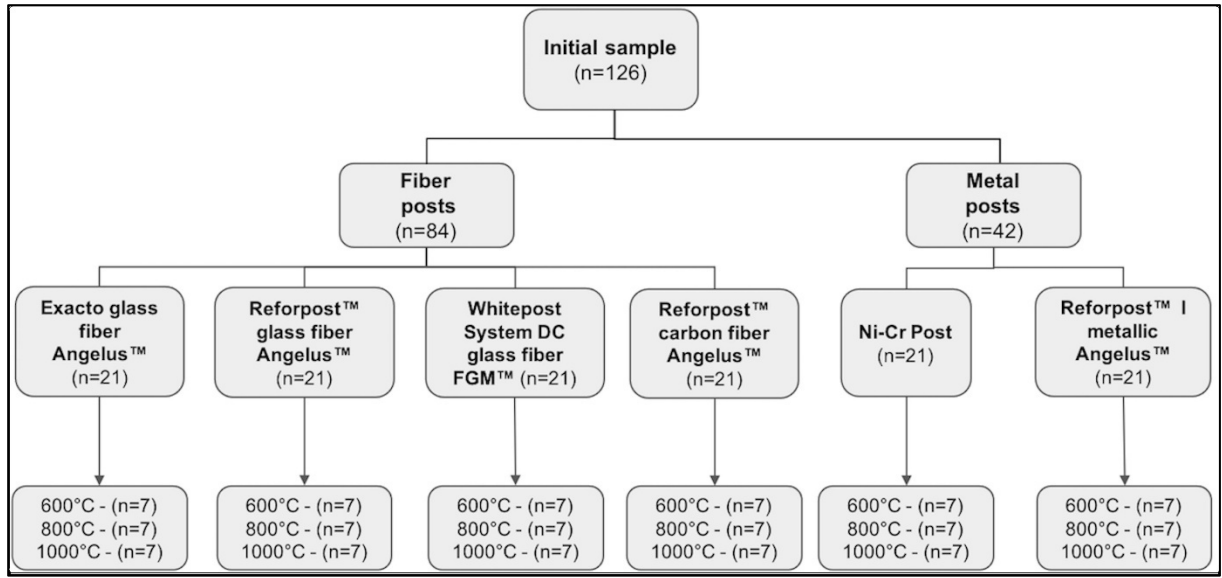 Initial sample
(n=126)
Fiber
posts
(n=84)
Metal
posts
(n=42)
Exacto glass
fiber
Angelus™
(n=21)
Reforpost™
glass fiber
Angelus™
(n=21)
Whitepost
System DC
glass fiber
FGM™ (n=21)
Reforpost™
carbon fiber
Angelus™
(n=21)
Ni-Cr Post
(n=21)
Reforpost™ I
metallic
Angelus™
(n=21)
600°C - (n=7)
800°C - (n=7)
1000°C - (n=7)
600°C - (n=7)
800°C - (n=7)
1000°C - (n=7)
600°C - (n=7)
800°C - (n=7)
1000°C - (n=7)
600°C - (n=7)
800°C - (n=7)
1000°C - (n=7)
600°C - (n=7)
800°C - (n=7)
1000°C - (n=7)
600°C - (n=7)
800°C - (n=7)
1000°C - (n=7)